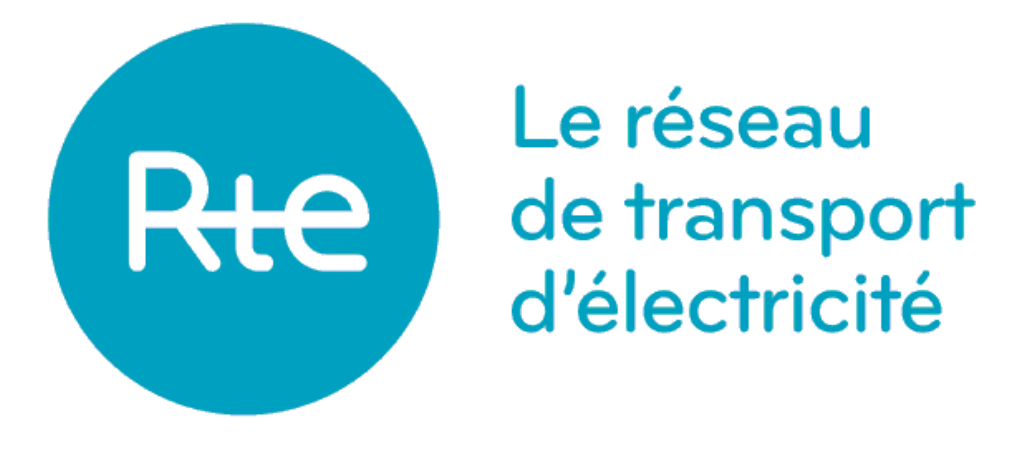 Rte
Le réseau
de transport
d’électricité